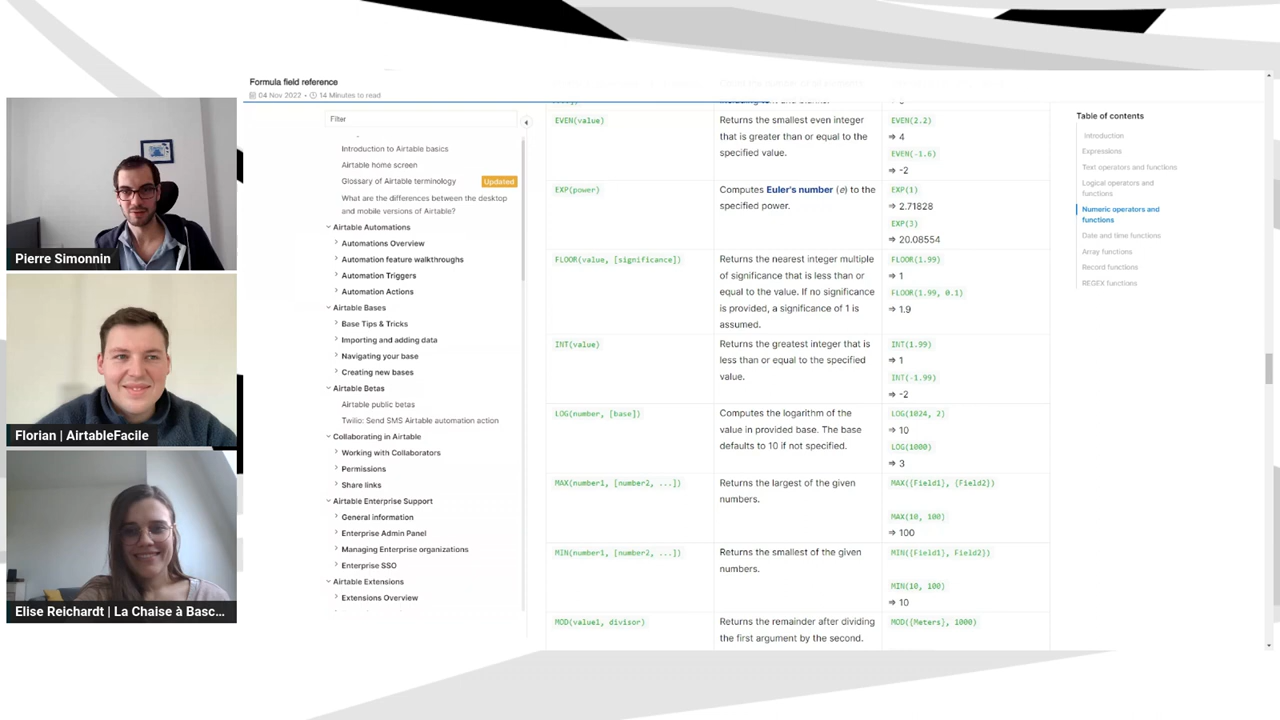 Formula field reference
04 Nov 2022 • 14 Minutes to read
Pierre Simonnin
Florian | AirtableFacile
Elise Reichardt | La Chaise à Basc...
Filter
Introduction to Airtable basics
Airtable home screen
Glossary of Airtable terminology
Updated
What are the differences between the desktop
and mobile versions of Airtable?
Airtable Automations
Automations Overview
Automation feature walkthroughs
Automation Triggers
Automation Actions
Airtable Bases
Base Tips & Tricks
Importing and adding data
Navigating your base
Creating new bases
Airtable Betas
Airtable public betas
Twilio: Send SMS Airtable automation action
Collaborating in Airtable
Working with Collaborators
Permissions
Share links
Airtable Enterprise Support
General information
Enterprise Admin Panel
Managing Enterprise organizations
Enterprise SSO
Airtable Extensions
Extensions Overview
EVEN(value)
Returns the smallest even integer
that is greater than or equal to the
specified value.
EVEN(2.2)
⇒ 4
EVEN(-1.6)
⇒ -2
EXP(power)
Computes Euler's number (e) to the
specified power.
EXP(1)
⇒ 2.71828
EXP(3)
⇒ 20.08554
FLOOR(value, [significance])
Returns the nearest integer multiple
of significance that is less than or
equal to the value. If no significance
is provided, a significance of 1 is
assumed.
FLOOR(1.99)
⇒ 1
FLOOR(1.99, 0.1)
⇒ 1.9
INT(value)
Returns the greatest integer that is
less than or equal to the specified
value.
INT(1.99)
⇒ 1
INT(-1.99)
⇒ -2
LOG(number, [base])
Computes the logarithm of the
value in provided base. The base
defaults to 10 if not specified.
LOG(1024, 2)
⇒ 10
LOG(1000)
⇒ 3
MAX(number1, [number2, ...])
Returns the largest of the given
numbers.
MAX({Field1}, {Field2})
MAX(10, 100)
⇒ 100
MIN(number1, [number2, ...])
Returns the smallest of the given
numbers.
MIN({Field1}, Field2})
MIN(10, 100)
⇒ 10
MOD(value1, divisor)
Returns the remainder after dividing
the first argument by the second.
MOD({Meters}, 1000)
Table of contents
Introduction
Expressions
Text operators and functions
Logical operators and
functions
Numeric operators and
functions
Date and time functions
Array functions
Record functions
REGEX functions